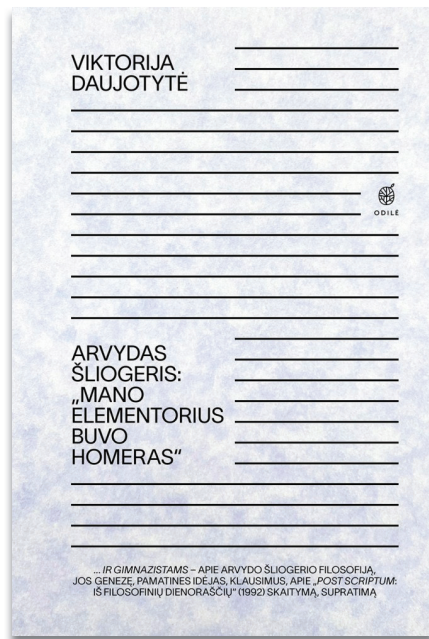 VIKTORIJA
DAUJOTYTĖ
ODILĖ
ARVYDAS
ŠLIOGERIS:
„MANO
ELEMENTORIUS
BUVO
HOMERAS“
... IR GIMNAZISTAMS – APIE ARVYDO ŠLIOGERIO FILOSOFIJĄ,
JOS GENEZĘ, PAMATINES IDĖJAS, KLAUSIMUS, APIE „POST SCRIPTUM:
IŠ FILOSOFINIŲ DIENORAŠČIŲ“ (1992) SKAITYMĄ, SUPRATIMĄ